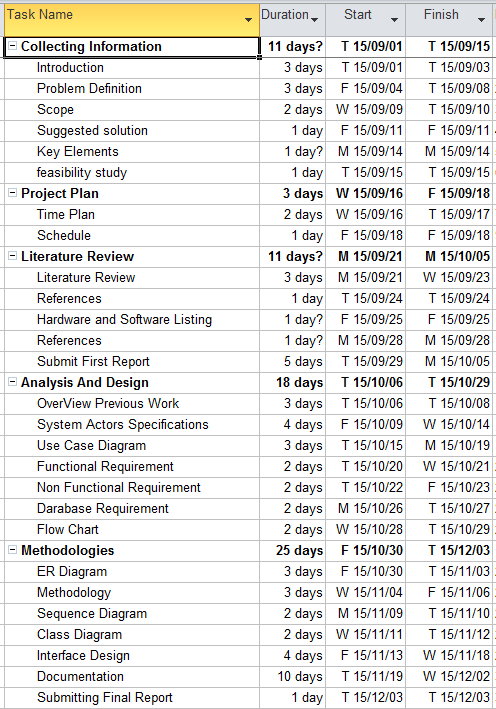 Task Name Duration Start Finish
Collecting Information 11 days? T 15/09/01 T 15/09/15
Introduction 3 days T 15/09/01 T 15/09/03
Problem Definition 3 days F 15/09/04 T 15/09/08
Scope 2 days W 15/09/09 T 15/09/10
Suggested solution 1 day F 15/09/11 F 15/09/11
Key Elements 1 day? M 15/09/14 M 15/09/14
feasibility study 1 day T 15/09/15 T 15/09/15
Project Plan 3 days W 15/09/16 F 15/09/18
Time Plan 2 days W 15/09/16 T 15/09/17
Schedule 1 day F 15/09/18 F 15/09/18
Literature Review 11 days? M 15/09/21 M 15/10/05
Literature Review 3 days M 15/09/21 W 15/09/23
References 1 day T 15/09/24 T 15/09/24
Hardware and Software Listing 1 day? F 15/09/25 F 15/09/25
References 1 day? M 15/09/28 M 15/09/28
Submit First Report 5 days T 15/09/29 M 15/10/05
Analysis And Design 18 days T 15/10/06 T 15/10/29
OverView Previous Work 3 days T 15/10/06 T 15/10/08
System Actors Specifications 4 days F 15/10/09 W 15/10/14
Use Case Diagram 3 days T 15/10/15 M 15/10/19
Functional Requirement 2 days T 15/10/20 W 15/10/21
Non Functional Requirement 2 days T 15/10/22 F 15/10/23
Darabase Requirement 2 days M 15/10/26 T 15/10/27
Flow Chart 2 days W 15/10/28 T 15/10/29
Methodologies 25 days F 15/10/30 T 15/12/03
ER Diagram 3 days F 15/10/30 T 15/11/03
Methodology 3 days W 15/11/04 F 15/11/06
Sequence Diagram 2 days M 15/11/09 T 15/11/10
Class Diagram 2 days W 15/11/11 T 15/11/12
Interface Design 4 days F 15/11/13 W 15/11/18
Documentation 10 days T 15/11/19 W 15/12/02
Submitting Final Report 1 day T 15/12/03 T 15/12/03